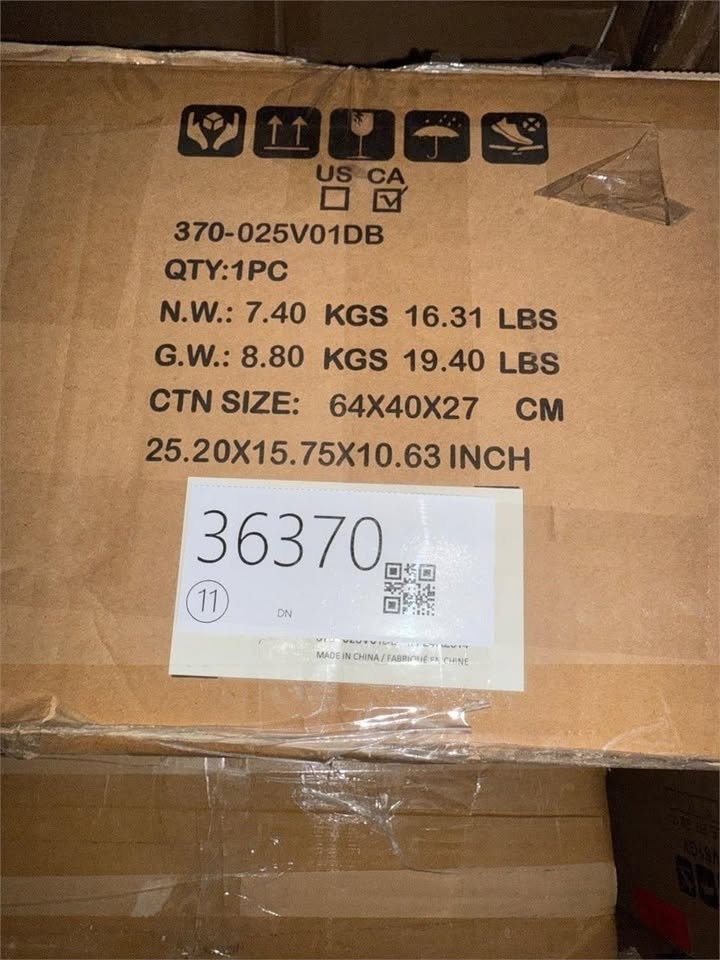 US CA
370-025V01DB
QTY:1PC
N.W.: 7.40 KGS 16.31 LBS
G.W.: 8.80 KGS 19.40 LBS
CTN SIZE: 64X40X27 CM
25.20X15.75X10.63 INCH
36370
11
DN
MADE IN CHINA / FABRIQUÉ EN CHINE